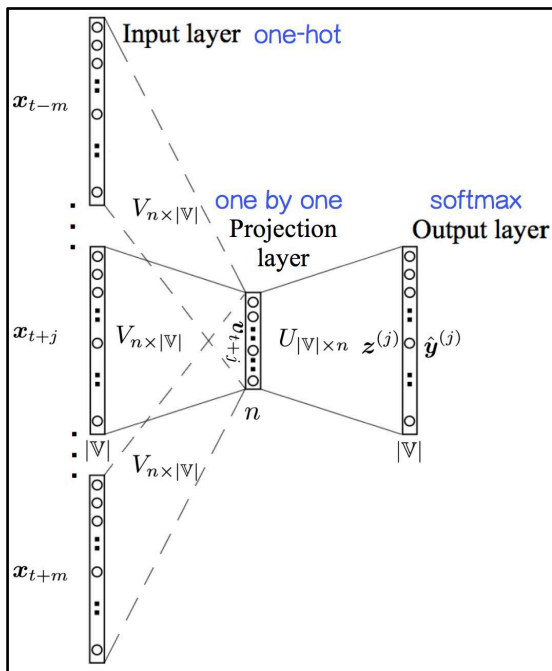 Input layer one-hot
𝒙_{t−m}
V_{n×|𝕍|}
one by one
Projection
layer
softmax
Output layer
𝒙_{t+j}
V_{n×|𝕍|}
𝒗_{t+j}
U_{|𝕍|×n}
𝒛^{(j)}
𝒚̂^{(j)}
n
|𝕍|
|𝕍|
V_{n×|𝕍|}
𝒙_{t+m}